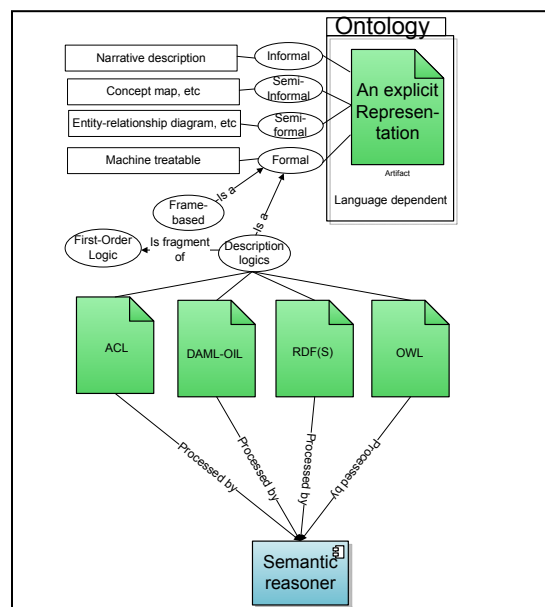 Ontology
Narrative description
Informal
Concept map, etc
Semi-
Informal
Entity-relationship diagram, etc
Semi-
formal
Machine treatable
Formal
An explicit
Represen-
tation
Artifact
Language dependent
Is a
Frame-
based
Is a
First-Order
Logic
Is fragment
of
Description
logics
ACL
DAML-OIL
RDF(S)
OWL
Processed by
Processed by
Processed by
Processed by
Semantic
reasoner